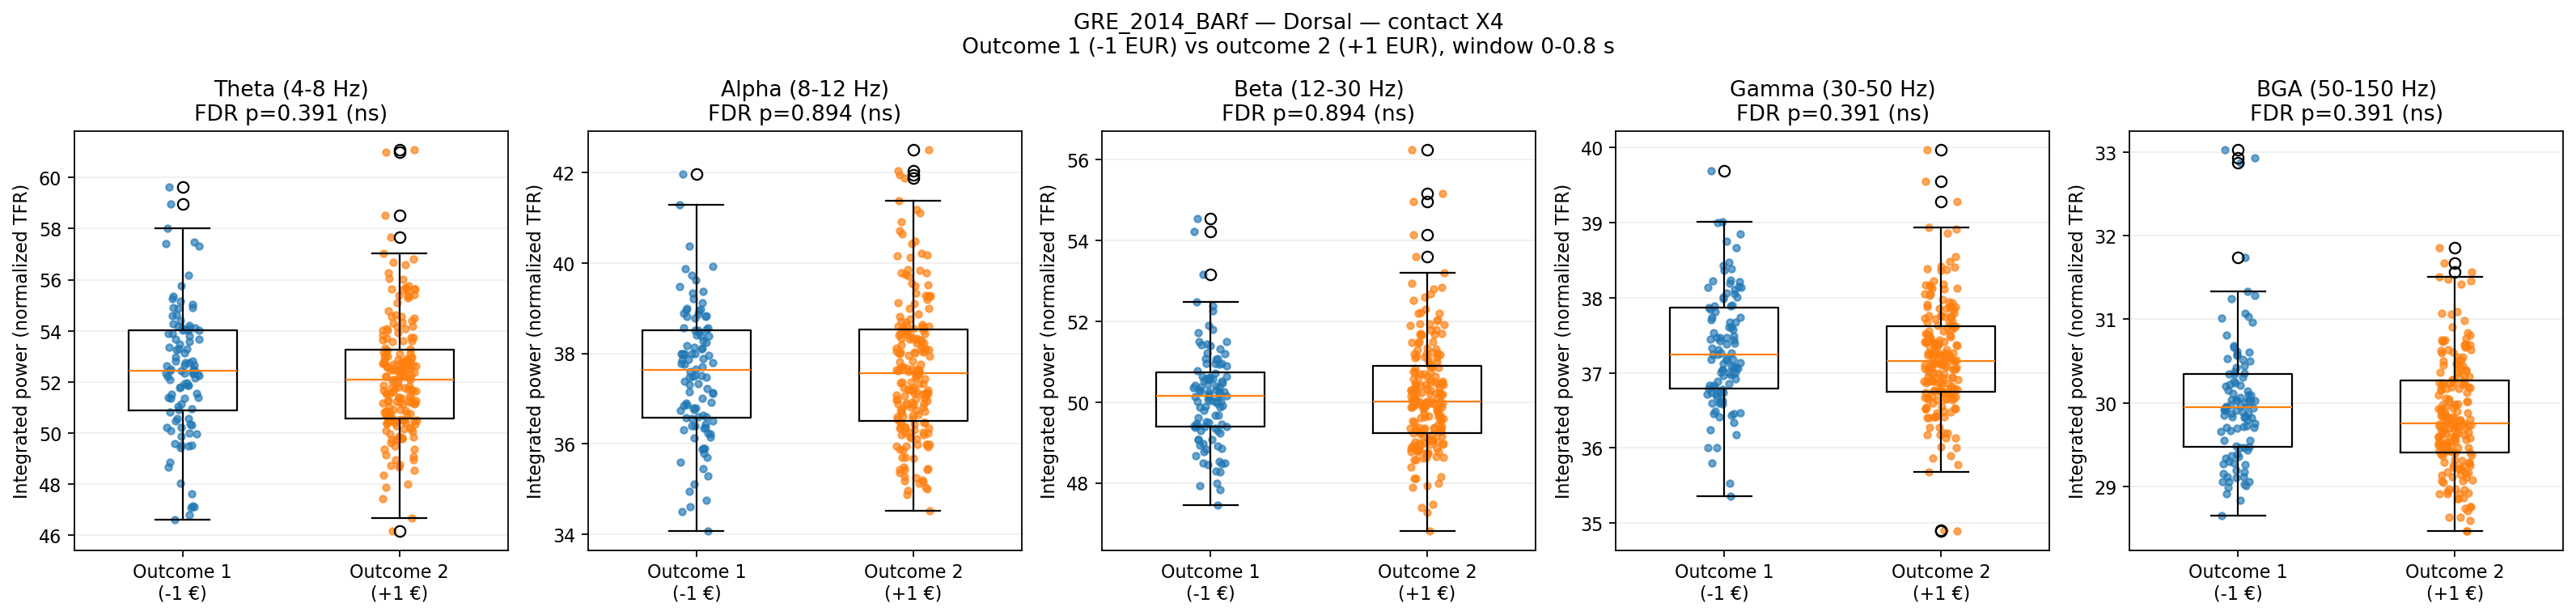 GRE_2014_BARf — Dorsal — contact X4
Outcome 1 (-1 EUR) vs outcome 2 (+1 EUR), window 0-0.8 s
Theta (4-8 Hz)
FDR p=0.391 (ns)
Integrated power (normalized TFR)
60
58
56
54
52
50
48
46
Outcome 1
(-1 €)
Outcome 2
(+1 €)
Alpha (8-12 Hz)
FDR p=0.894 (ns)
Integrated power (normalized TFR)
42
40
38
36
34
Outcome 1
(-1 €)
Outcome 2
(+1 €)
Beta (12-30 Hz)
FDR p=0.894 (ns)
Integrated power (normalized TFR)
56
54
52
50
48
Outcome 1
(-1 €)
Outcome 2
(+1 €)
Gamma (30-50 Hz)
FDR p=0.391 (ns)
Integrated power (normalized TFR)
40
39
38
37
36
35
Outcome 1
(-1 €)
Outcome 2
(+1 €)
BGA (50-150 Hz)
FDR p=0.391 (ns)
Integrated power (normalized TFR)
33
32
31
30
29
Outcome 1
(-1 €)
Outcome 2
(+1 €)